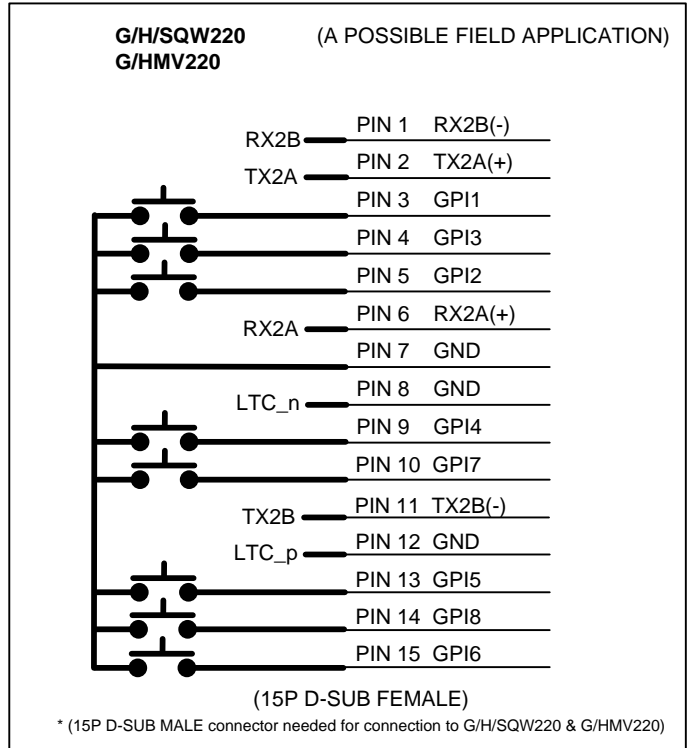 G/H/SQW220 (A POSSIBLE FIELD APPLICATION)
G/HMV220
RX2B PIN 1 RX2B(-)
TX2A PIN 2 TX2A(+)
PIN 3 GPI1
PIN 4 GPI3
PIN 5 GPI2
RX2A PIN 6 RX2A(+)
PIN 7 GND
LTC_n PIN 8 GND
PIN 9 GPI4
PIN 10 GPI7
TX2B PIN 11 TX2B(-)
LTC_p PIN 12 GND
PIN 13 GPI5
PIN 14 GPI8
PIN 15 GPI6
(15P D-SUB FEMALE)
* (15P D-SUB MALE connector needed for connection to G/H/SQW220 & G/HMV220)